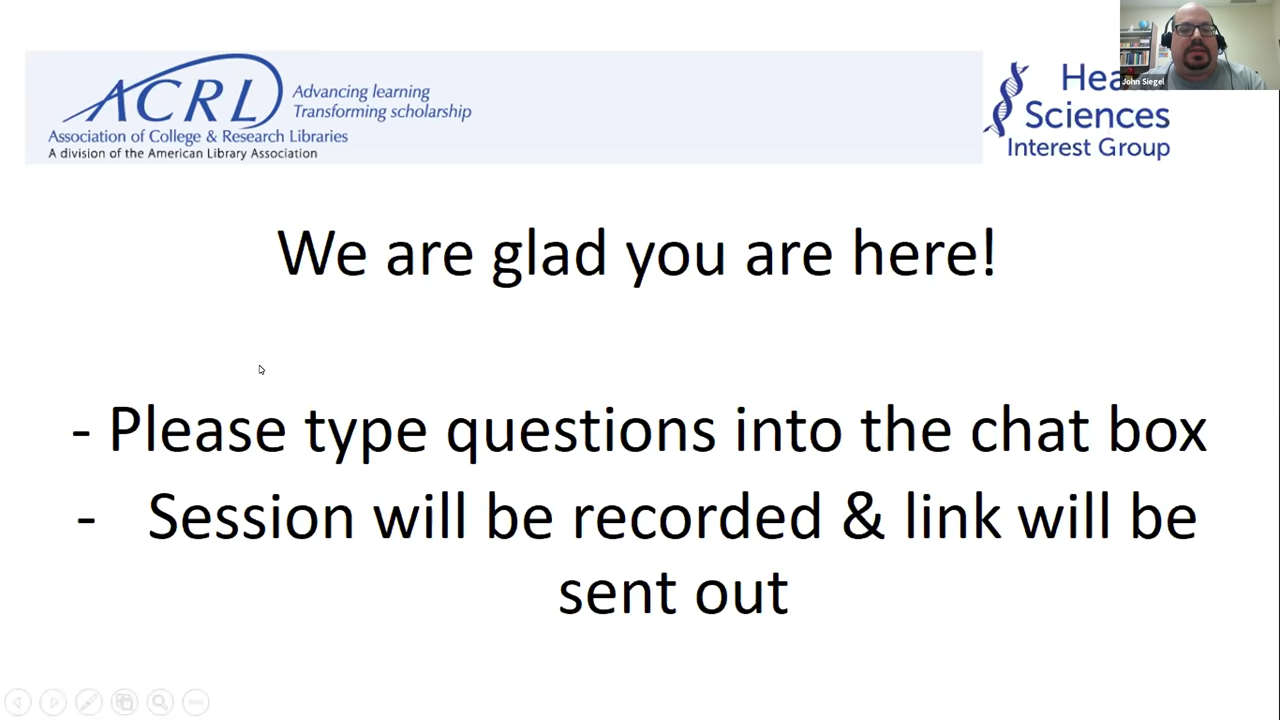 ACRL
Advancing learning
Transforming scholarship
Association of College & Research Libraries
A division of the American Library Association
Sciences
Interest Group
John Siegel
We are glad you are here!
- Please type questions into the chat box
- Session will be recorded & link will be
sent out